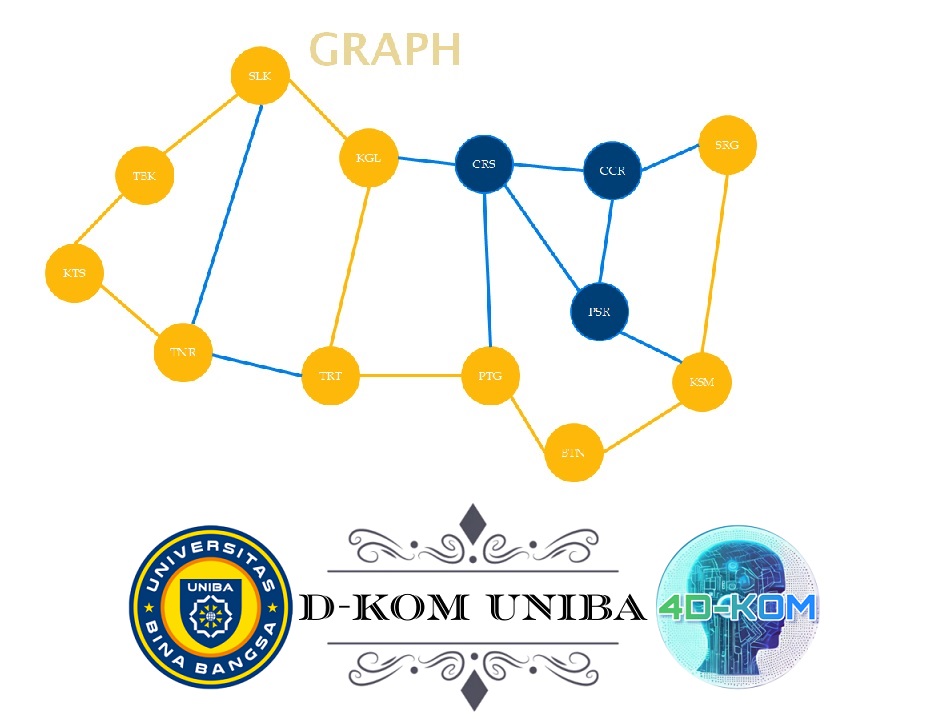 GRAPH
SLK
KGL
CRS
CCR
SRG
TBK
KTS
PSR
TNR
TRT
PTG
KSM
BTN
UNIVERSITAS
UNIBA
BINA BANGSA
D-KOM UNIBA
4D-KOM